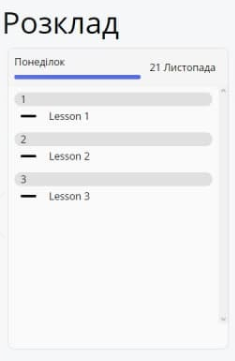 Розклад
Понеділок
21 Листопада
1
Lesson 1
2
Lesson 2
3
Lesson 3